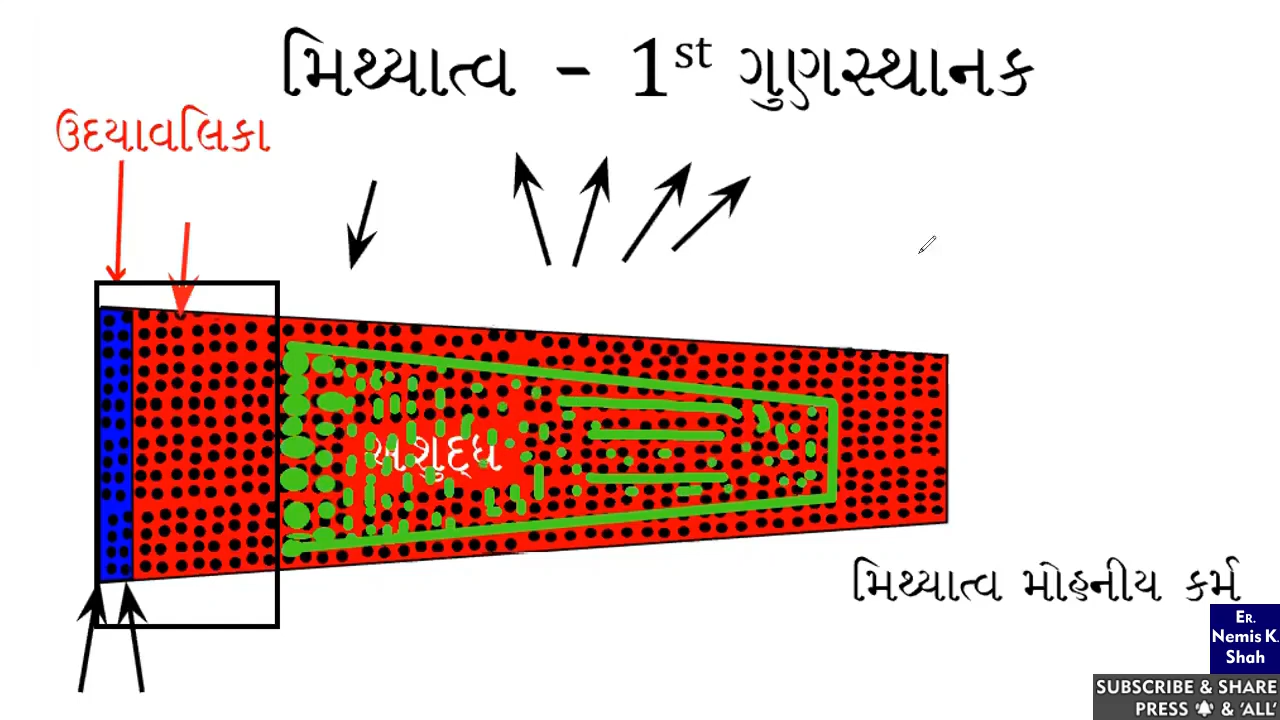 મિથ્યાત્વ - 1st ગુણસ્થાનક
ઉદયાવલિકા
અશુદ્ધ
મિથ્યાત્વ મોહનીય કર્મ
ER.
Nemis K.
Shah
SUBSCRIBE & SHARE
PRESS & 'ALL'